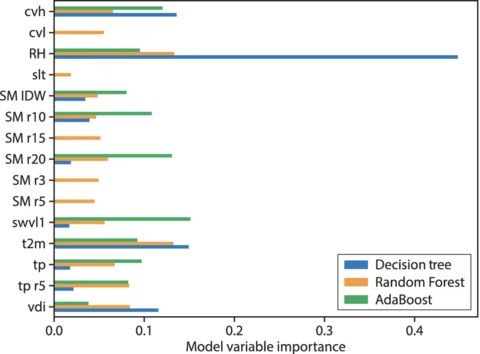 cvh
cvl
RH
slt
SM IDW
SM r10
SM r15
SM r20
SM r3
SM r5
swvl1
t2m
tp
tp r5
vdi
Decision tree
Random Forest
AdaBoost
0.0 0.1 0.2 0.3 0.4
Model variable importance